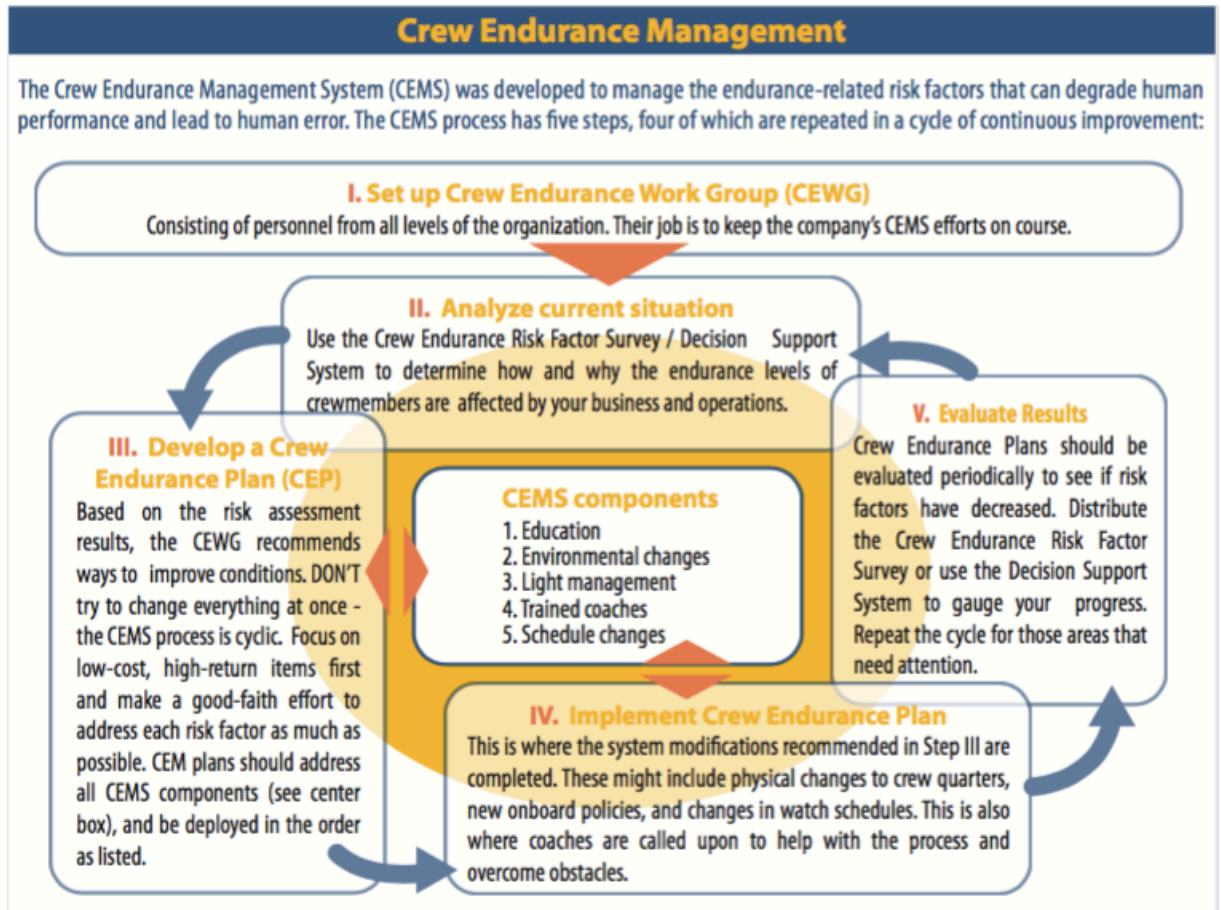 Crew Endurance Management
The Crew Endurance Management System (CEMS) was developed to manage the endurance-related risk factors that can degrade human
performance and lead to human error. The CEMS process has five steps, four of which are repeated in a cycle of continuous improvement:
I. Set up Crew Endurance Work Group (CEWG)
Consisting of personnel from all levels of the organization. Their job is to keep the company's CEMS efforts on course.
II. Analyze current situation
Use the Crew Endurance Risk Factor Survey / Decision Support
System to determine how and why the endurance levels of
crewmembers are affected by your business and operations.
III. Develop a Crew
Endurance Plan (CEP)
Based on the risk assessment
results, the CEWG recommends
ways to improve conditions. DON'T
try to change everything at once -
the CEMS process is cyclic. Focus on
low-cost, high-return items first
and make a good-faith effort to
address each risk factor as much as
possible. CEM plans should address
all CEMS components (see center
box), and be deployed in the order
as listed.
CEMS components
1. Education
2. Environmental changes
3. Light management
4. Trained coaches
5. Schedule changes
IV. Implement Crew Endurance Plan
This is where the system modifications recommended in Step III are
completed. These might include physical changes to crew quarters,
new onboard policies, and changes in watch schedules. This is also
where coaches are called upon to help with the process and
overcome obstacles.
V. Evaluate Results
Crew Endurance Plans should be
evaluated periodically to see if risk
factors have decreased. Distribute
the Crew Endurance Risk Factor
Survey or use the Decision Support
System to gauge your progress.
Repeat the cycle for those areas that
need attention.